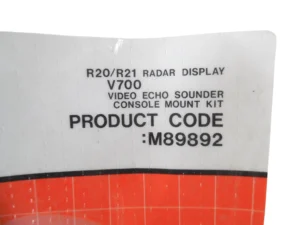 R20/R21 RADAR DISPLAY
V700
VIDEO ECHO SOUNDER
CONSOLE MOUNT KIT
PRODUCT CODE
:M89892